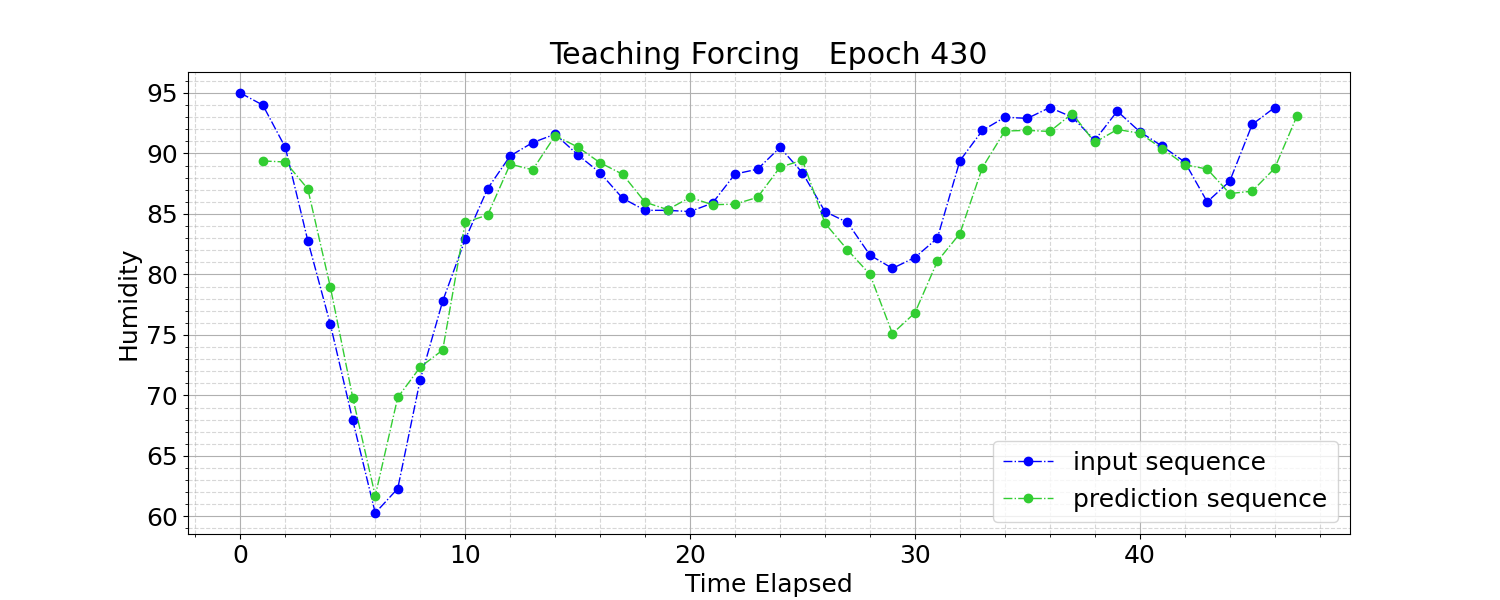 Teaching Forcing   Epoch 430
95
90
85
80
75
70
65
60
Humidity
input sequence
prediction sequence
0 10 20 30 40
Time Elapsed